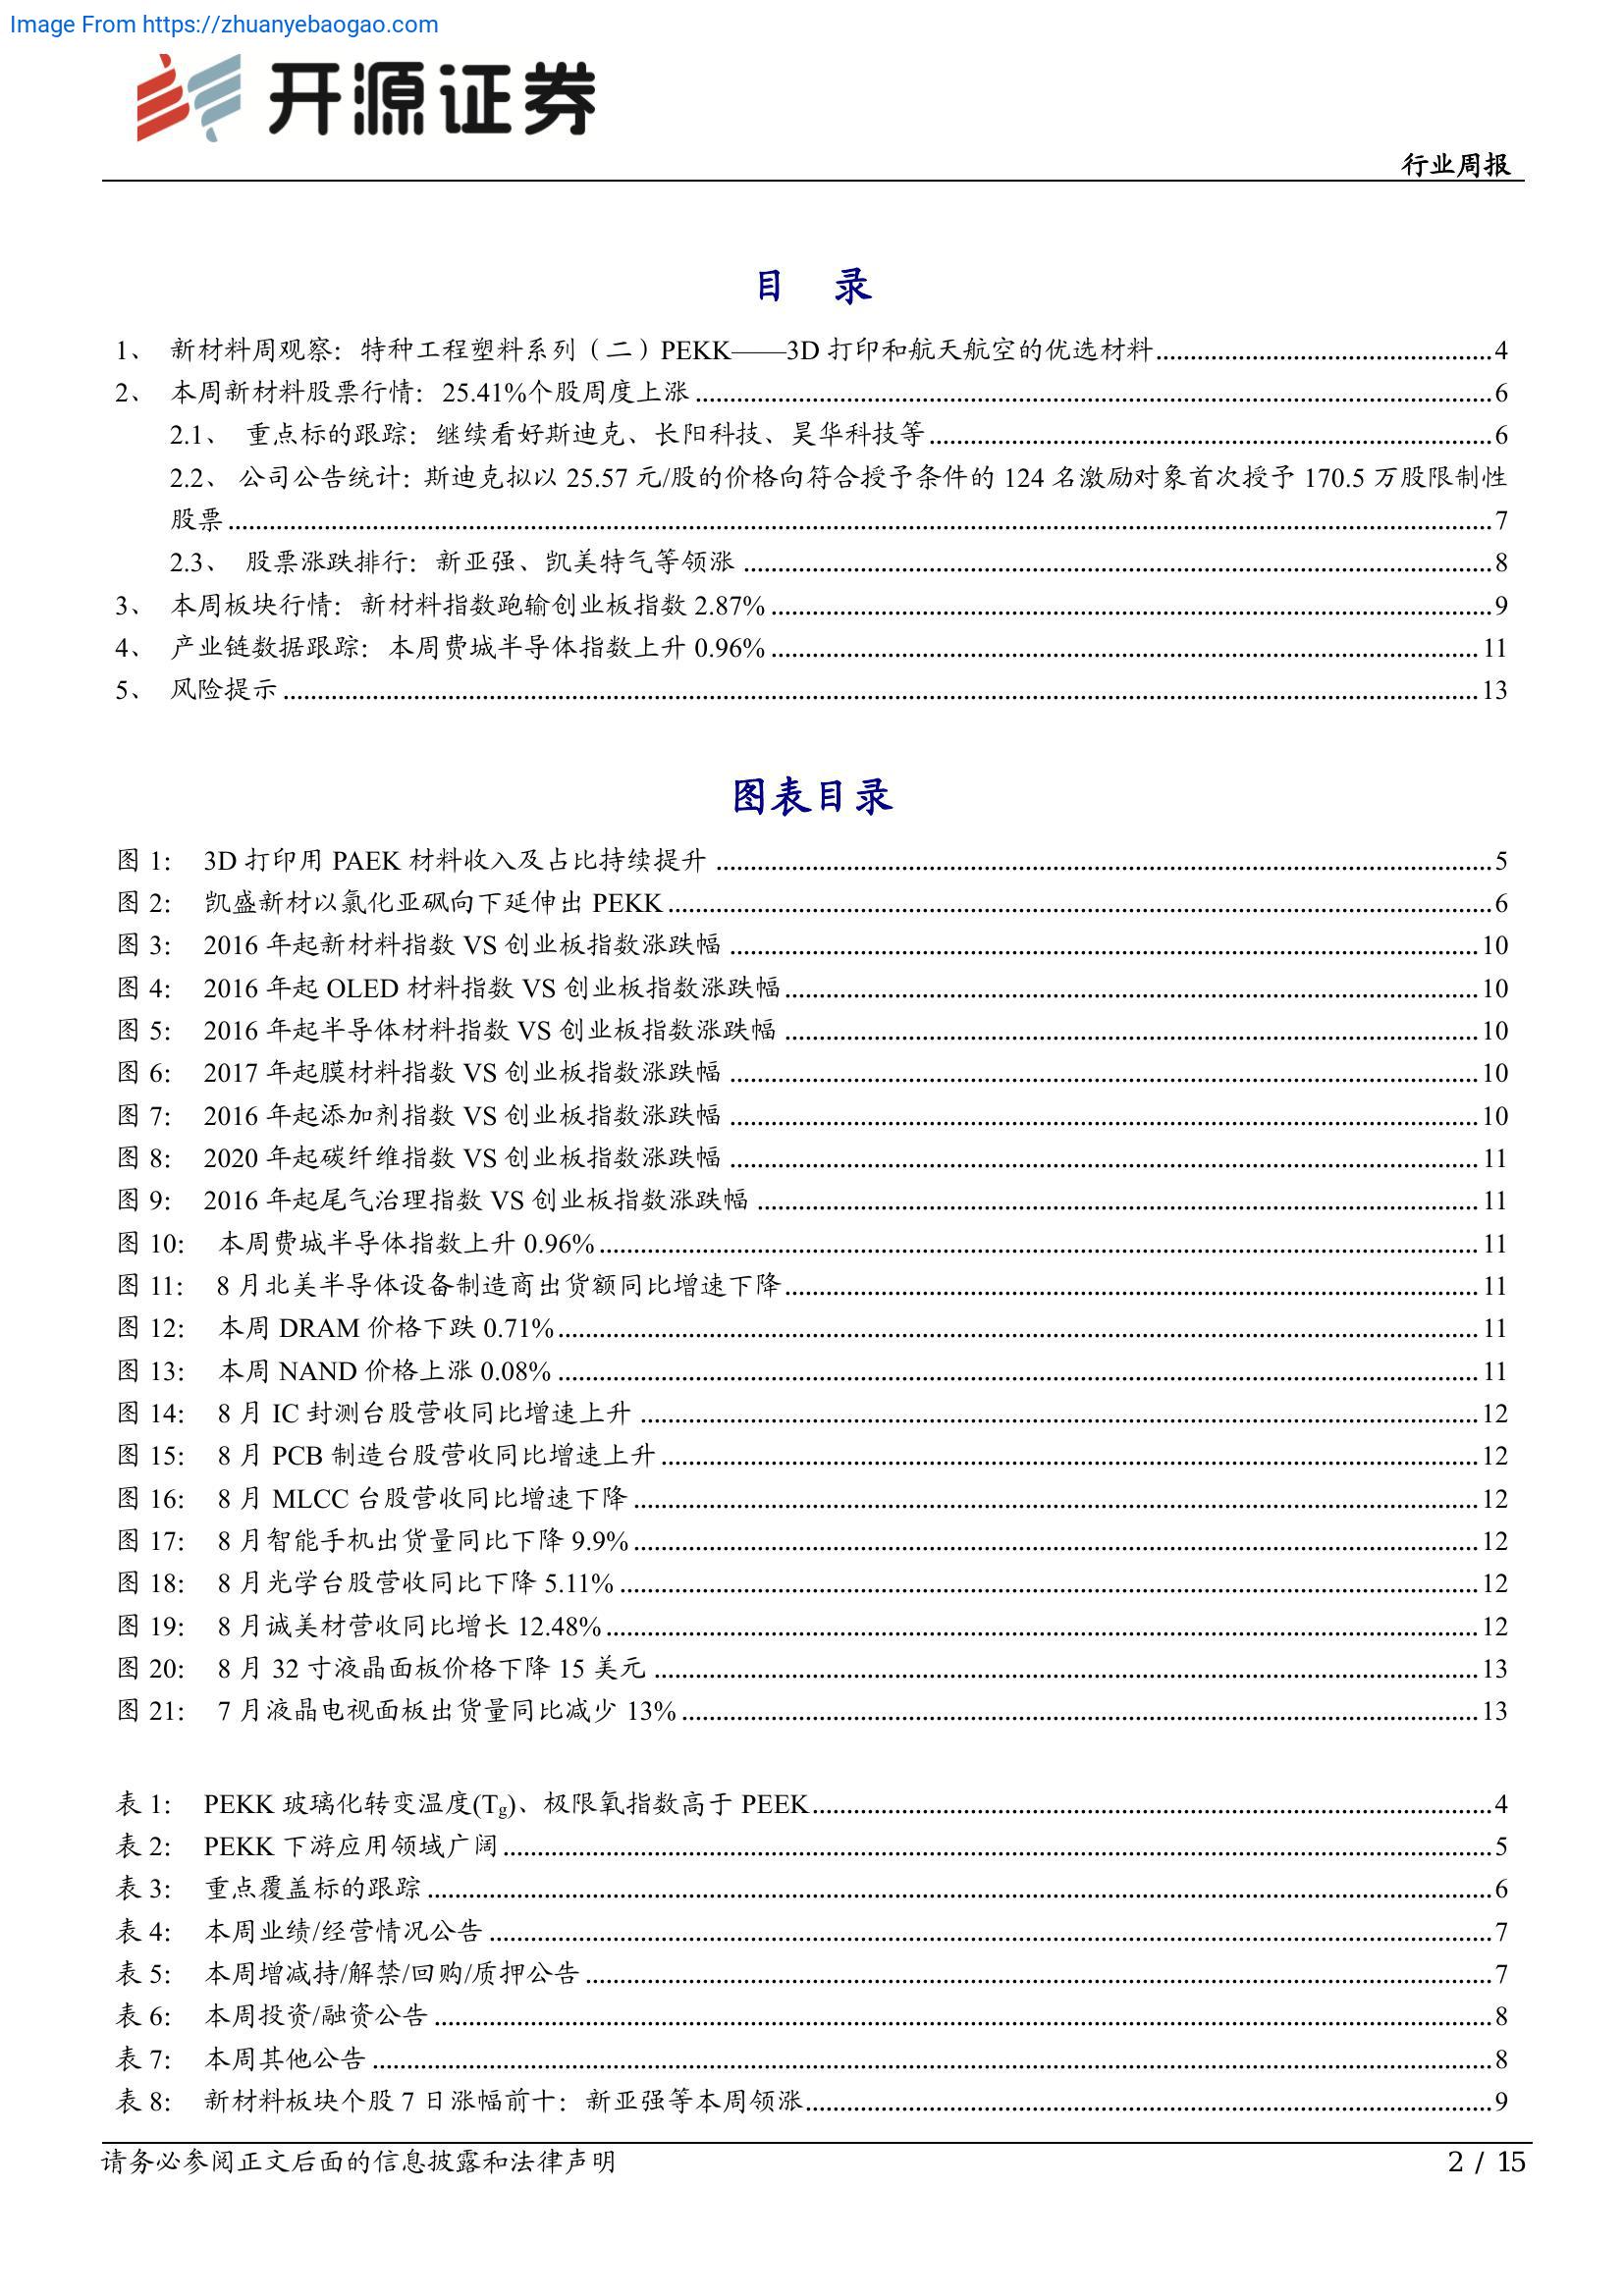 Image From https://zhuanyebaogao.com
开源证券
行业周报
目 录
1、 新材料周观察：特种工程塑料系列（二）PEKK——3D 打印和航天航空的优选材料 4
2、 本周新材料股票行情：25.41%个股周度上涨 6
2.1、 重点标的跟踪：继续看好斯迪克、长阳科技、昊华科技等 6
2.2、 公司公告统计：斯迪克拟以 25.57 元/股的价格向符合授予条件的 124 名激励对象首次授予 170.5 万股限制性
股票 7
2.3、 股票涨跌排行：新亚强、凯美特气等领涨 8
3、 本周板块行情：新材料指数跑输创业板指数 2.87% 9
4、 产业链数据跟踪：本周费城半导体指数上升 0.96% 11
5、 风险提示 13
图表目录
图 1： 3D 打印用 PAEK 材料收入及占比持续提升 5
图 2： 凯盛新材以氯化亚砜向下延伸出 PEKK 6
图 3： 2016 年起新材料指数 VS 创业板指数涨跌幅 10
图 4： 2016 年起 OLED 材料指数 VS 创业板指数涨跌幅 10
图 5： 2016 年起半导体材料指数 VS 创业板指数涨跌幅 10
图 6： 2017 年起膜材料指数 VS 创业板指数涨跌幅 10
图 7： 2016 年起添加剂指数 VS 创业板指数涨跌幅 10
图 8： 2020 年起碳纤维指数 VS 创业板指数涨跌幅 11
图 9： 2016 年起尾气治理指数 VS 创业板指数涨跌幅 11
图 10： 本周费城半导体指数上升 0.96% 11
图 11： 8 月北美半导体设备制造商出货额同比增速下降 11
图 12： 本周 DRAM 价格下跌 0.71% 11
图 13： 本周 NAND 价格上涨 0.08% 11
图 14： 8 月 IC 封测台股营收同比增速上升 12
图 15： 8 月 PCB 制造台股营收同比增速上升 12
图 16： 8 月 MLCC 台股营收同比增速下降 12
图 17： 8 月智能手机出货量同比下降 9.9% 12
图 18： 8 月光学台股营收同比下降 5.11% 12
图 19： 8 月诚美材营收同比增长 12.48% 12
图 20： 8 月 32 寸液晶面板价格下降 15 美元 13
图 21： 7 月液晶电视面板出货量同比减少 13% 13
表 1： PEKK 玻璃化转变温度(Tg)、极限氧指数高于 PEEK 4
表 2： PEKK 下游应用领域广阔 5
表 3： 重点覆盖标的跟踪 6
表 4： 本周业绩/经营情况公告 7
表 5： 本周增减持/解禁/回购/质押公告 7
表 6： 本周投资/融资公告 8
表 7： 本周其他公告 8
表 8： 新材料板块个股 7 日涨幅前十：新亚强等本周领涨 9
请务必参阅正文后面的信息披露和法律声明
2 / 15